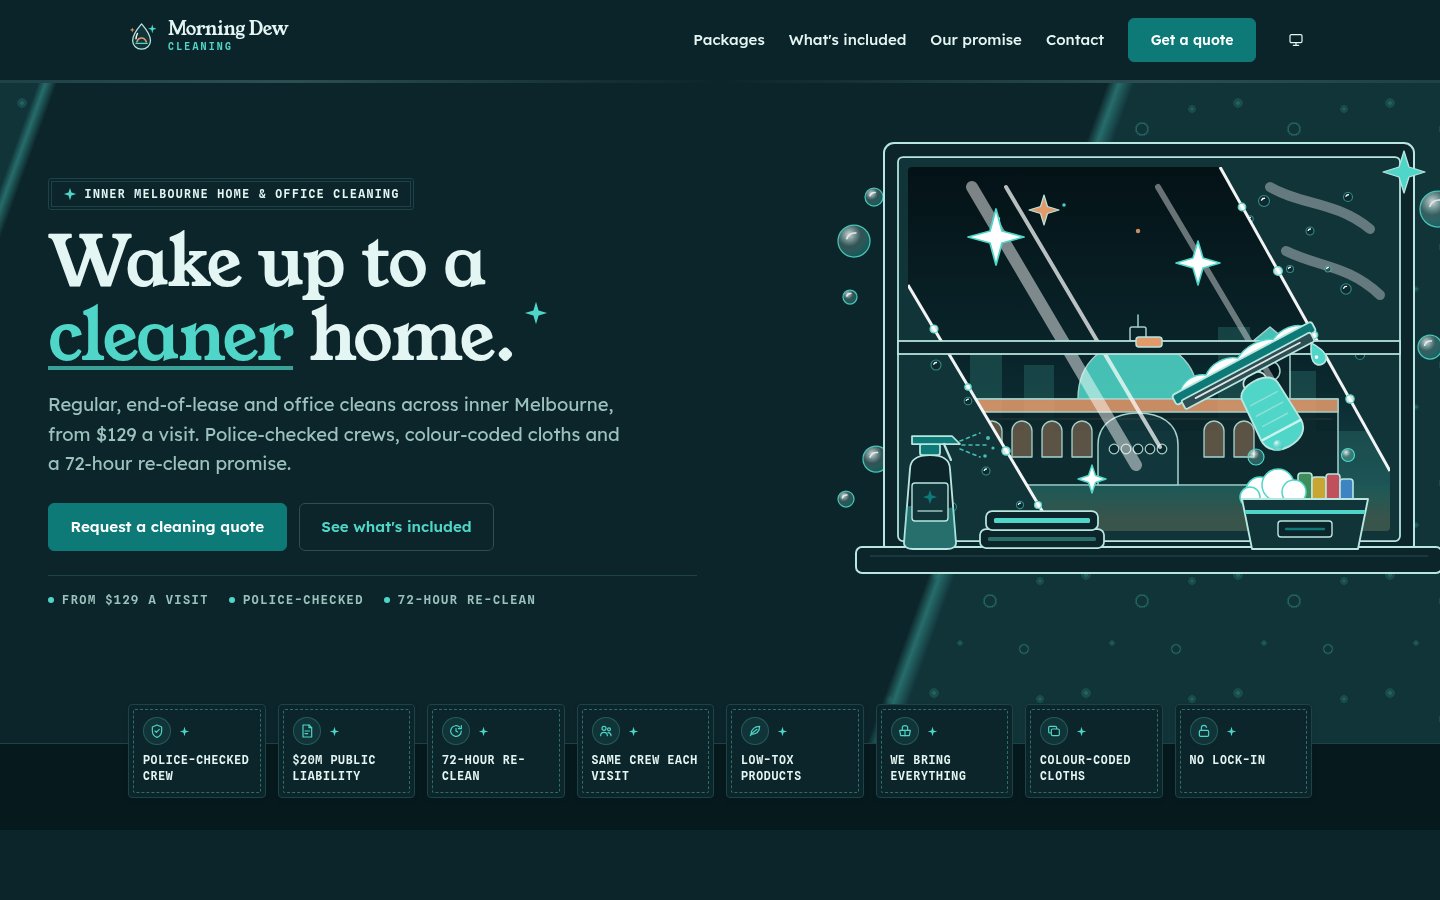 Morning Dew
CLEANING
Packages
What's included
Our promise
Contact
Get a quote
INNER MELBOURNE HOME & OFFICE CLEANING
Wake up to a
cleaner home.
Regular, end-of-lease and office cleans across inner Melbourne,
from $129 a visit. Police-checked crews, colour-coded cloths and
a 72-hour re-clean promise.
Request a cleaning quote
See what's included
FROM $129 A VISIT
POLICE-CHECKED
72-HOUR RE-CLEAN
POLICE-CHECKED
CREW
$20M PUBLIC
LIABILITY
72-HOUR RE-
CLEAN
SAME CREW EACH
VISIT
LOW-TOX
PRODUCTS
WE BRING
EVERYTHING
COLOUR-CODED
CLOTHS
NO LOCK-IN